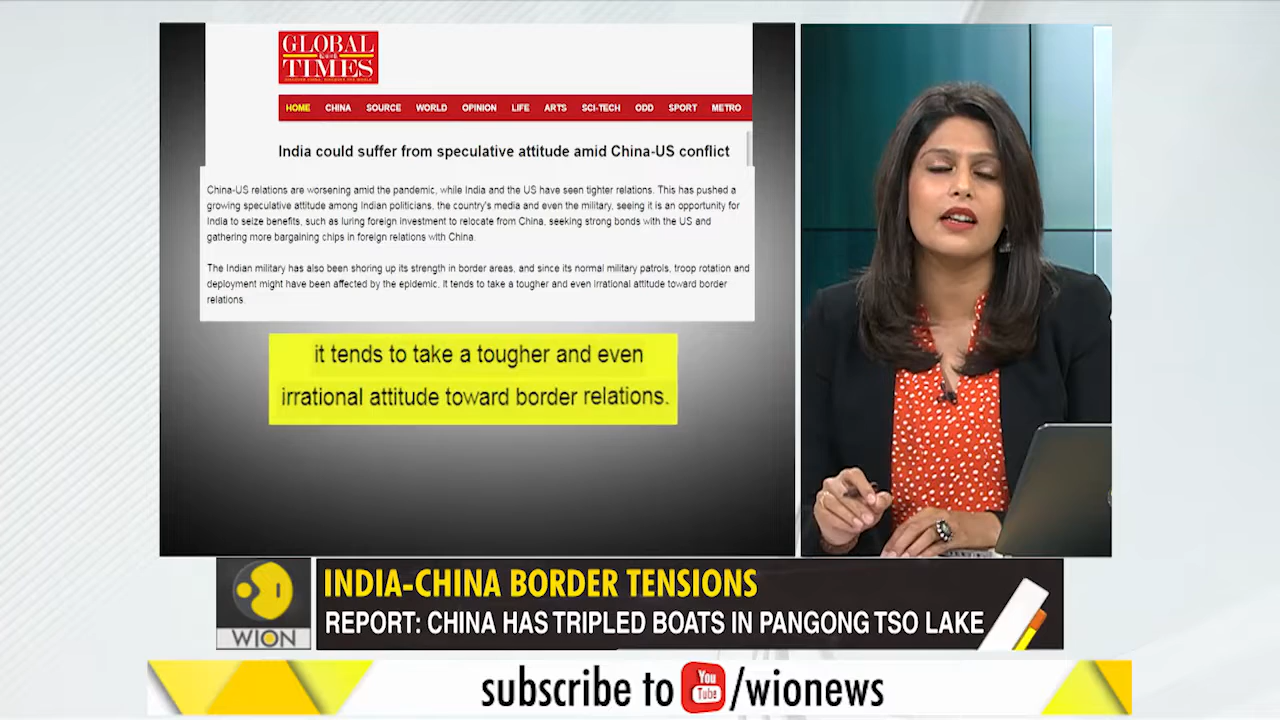 GLOBAL
TIMES
HOME CHINA SOURCE WORLD OPINION LIFE ARTS SCI-TECH ODD SPORT METRO
India could suffer from speculative attitude amid China-US conflict
China-US relations are worsening amid the pandemic, while India and the US have seen tighter relations. This has pushed a
growing speculative attitude among Indian politicians, the country's media and even the military, seeing it is an opportunity for
India to seize benefits, such as luring foreign investment to relocate from China, seeking strong bonds with the US and
gathering more bargaining chips in foreign relations with China.
The Indian military has also been shoring up its strength in border areas, and since its normal military patrols, troop rotation and
deployment might have been affected by the epidemic, It tends to take a tougher and even irrational attitude toward border
relations.
it tends to take a tougher and even
irrational attitude toward border relations.
WION
INDIA-CHINA BORDER TENSIONS
REPORT: CHINA HAS TRIPLED BOATS IN PANGONG TSO LAKE
subscribe to You Tube /wionews